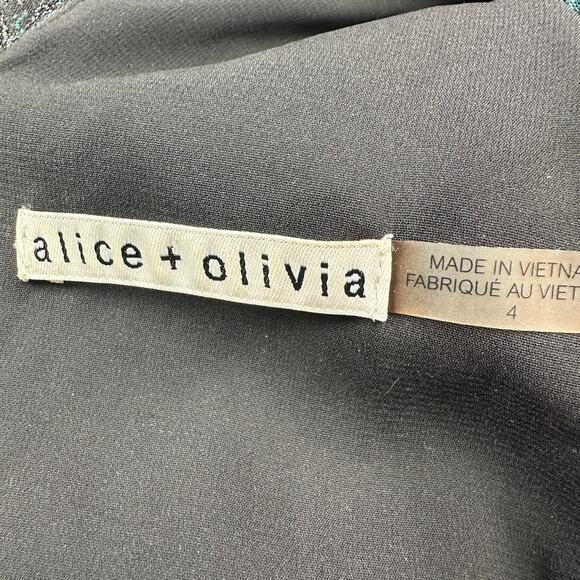 alice + olivia
MADE IN VIETNA
FABRIQUÉ AU VIET
4